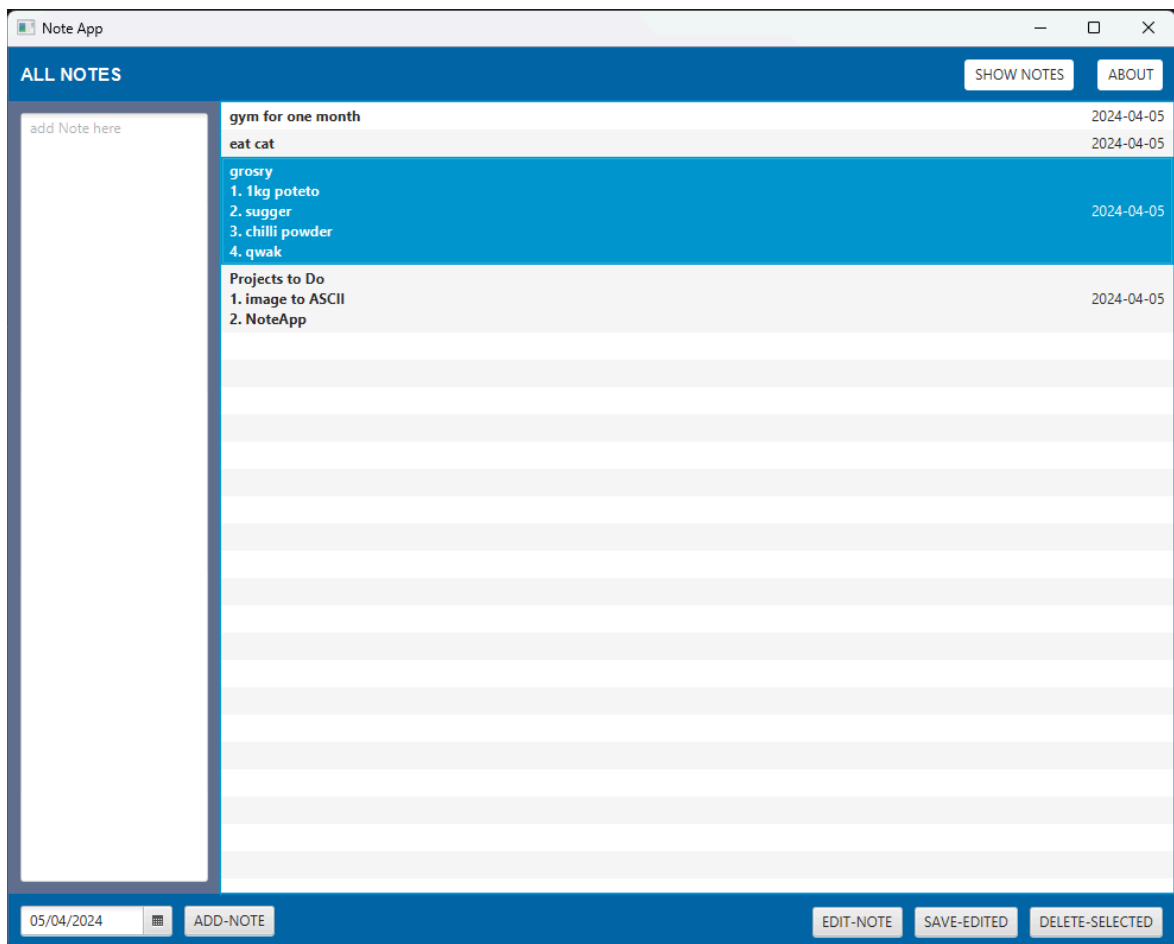 Note App
ALL NOTES
SHOW NOTES
ABOUT
add Note here
gym for one month 2024-04-05
eat cat 2024-04-05
grosry
1. 1kg poteto
2. sugger 2024-04-05
3. chilli powder
4. qwak
Projects to Do
1. image to ASCII 2024-04-05
2. NoteApp
05/04/2024
ADD-NOTE
EDIT-NOTE
SAVE-EDITED
DELETE-SELECTED